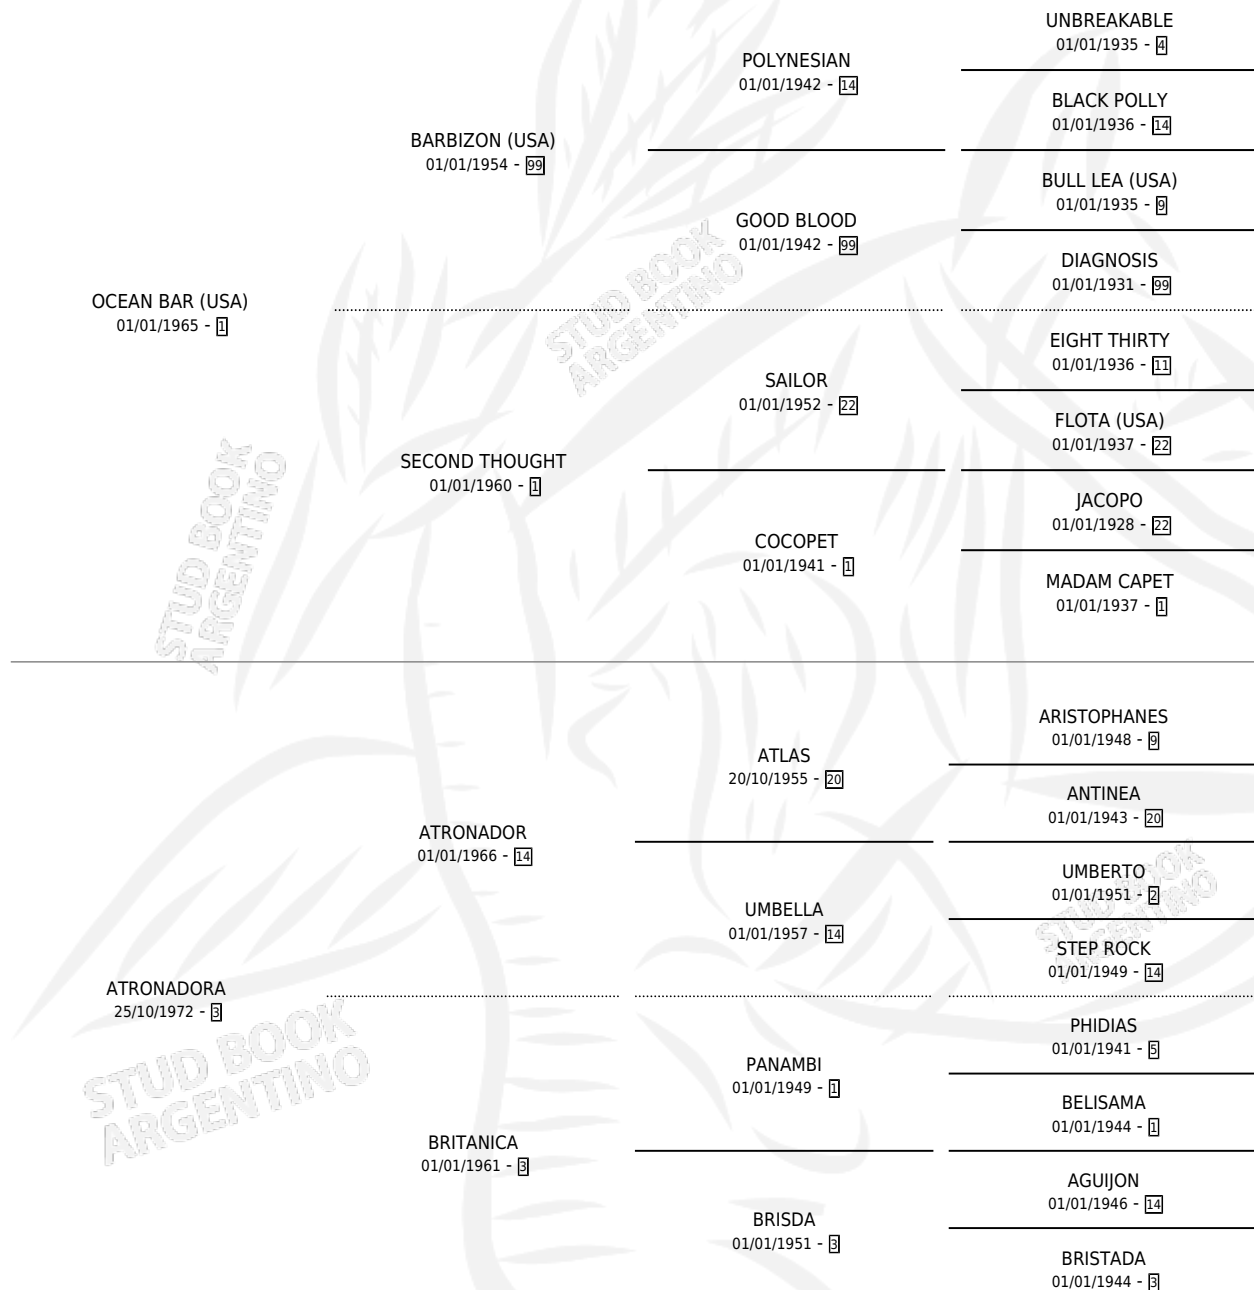 UNBREAKABLE
01/01/1935 - 4
POLYNESIAN
01/01/1942 - 14
BLACK POLLY
01/01/1936 - 14
BARBIZON (USA)
01/01/1954 - 99
BULL LEA (USA)
01/01/1935 - 9
GOOD BLOOD
01/01/1942 - 99
DIAGNOSIS
01/01/1931 - 99
OCEAN BAR (USA)
01/01/1965 - 1
EIGHT THIRTY
01/01/1936 - 11
SAILOR
01/01/1952 - 22
FLOTA (USA)
01/01/1937 - 22
SECOND THOUGHT
01/01/1960 - 1
JACOPO
01/01/1928 - 22
COCOPET
01/01/1941 - 1
MADAM CAPET
01/01/1937 - 1
STUD BOOK
ARGENTINO
STUD BOOK
ARGENTINO
ARISTOPHANES
01/01/1948 - 9
ATLAS
20/10/1955 - 20
ANTINEA
01/01/1943 - 20
ATRONADOR
01/01/1966 - 14
UMBERTO
01/01/1951 - 2
UMBELLA
01/01/1957 - 14
STEP ROCK
01/01/1949 - 14
ATRONADORA
25/10/1972 - 3
PHIDIAS
01/01/1941 - 5
PANAMBI
01/01/1949 - 1
BELISAMA
01/01/1944 - 1
BRITANICA
01/01/1961 - 3
AGUIJON
01/01/1946 - 14
BRISDA
01/01/1951 - 3
BRISTADA
01/01/1944 - 3
STUD BOOK
ARGENTINO
STUD BOOK
ARGENTINO